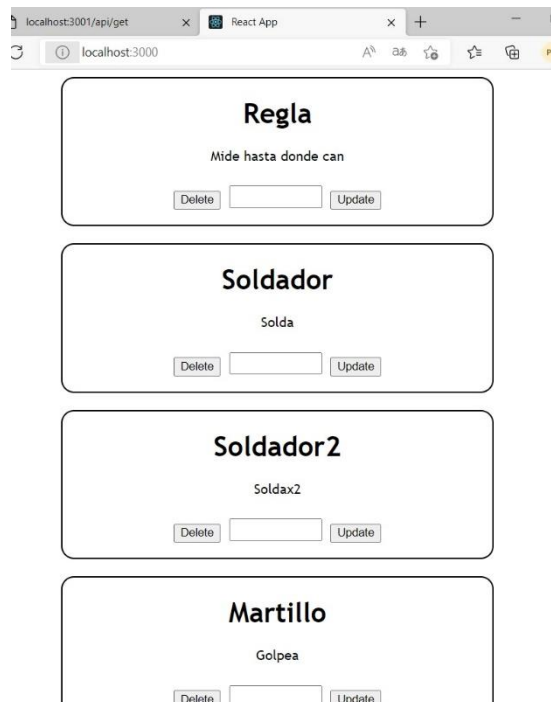 localhost:3001/api/get
React App
localhost:3000
Regla
Mide hasta donde can
Delete
Update
Soldador
Solda
Delete
Update
Soldador2
Soldax2
Delete
Update
Martillo
Golpea
Delete
Update